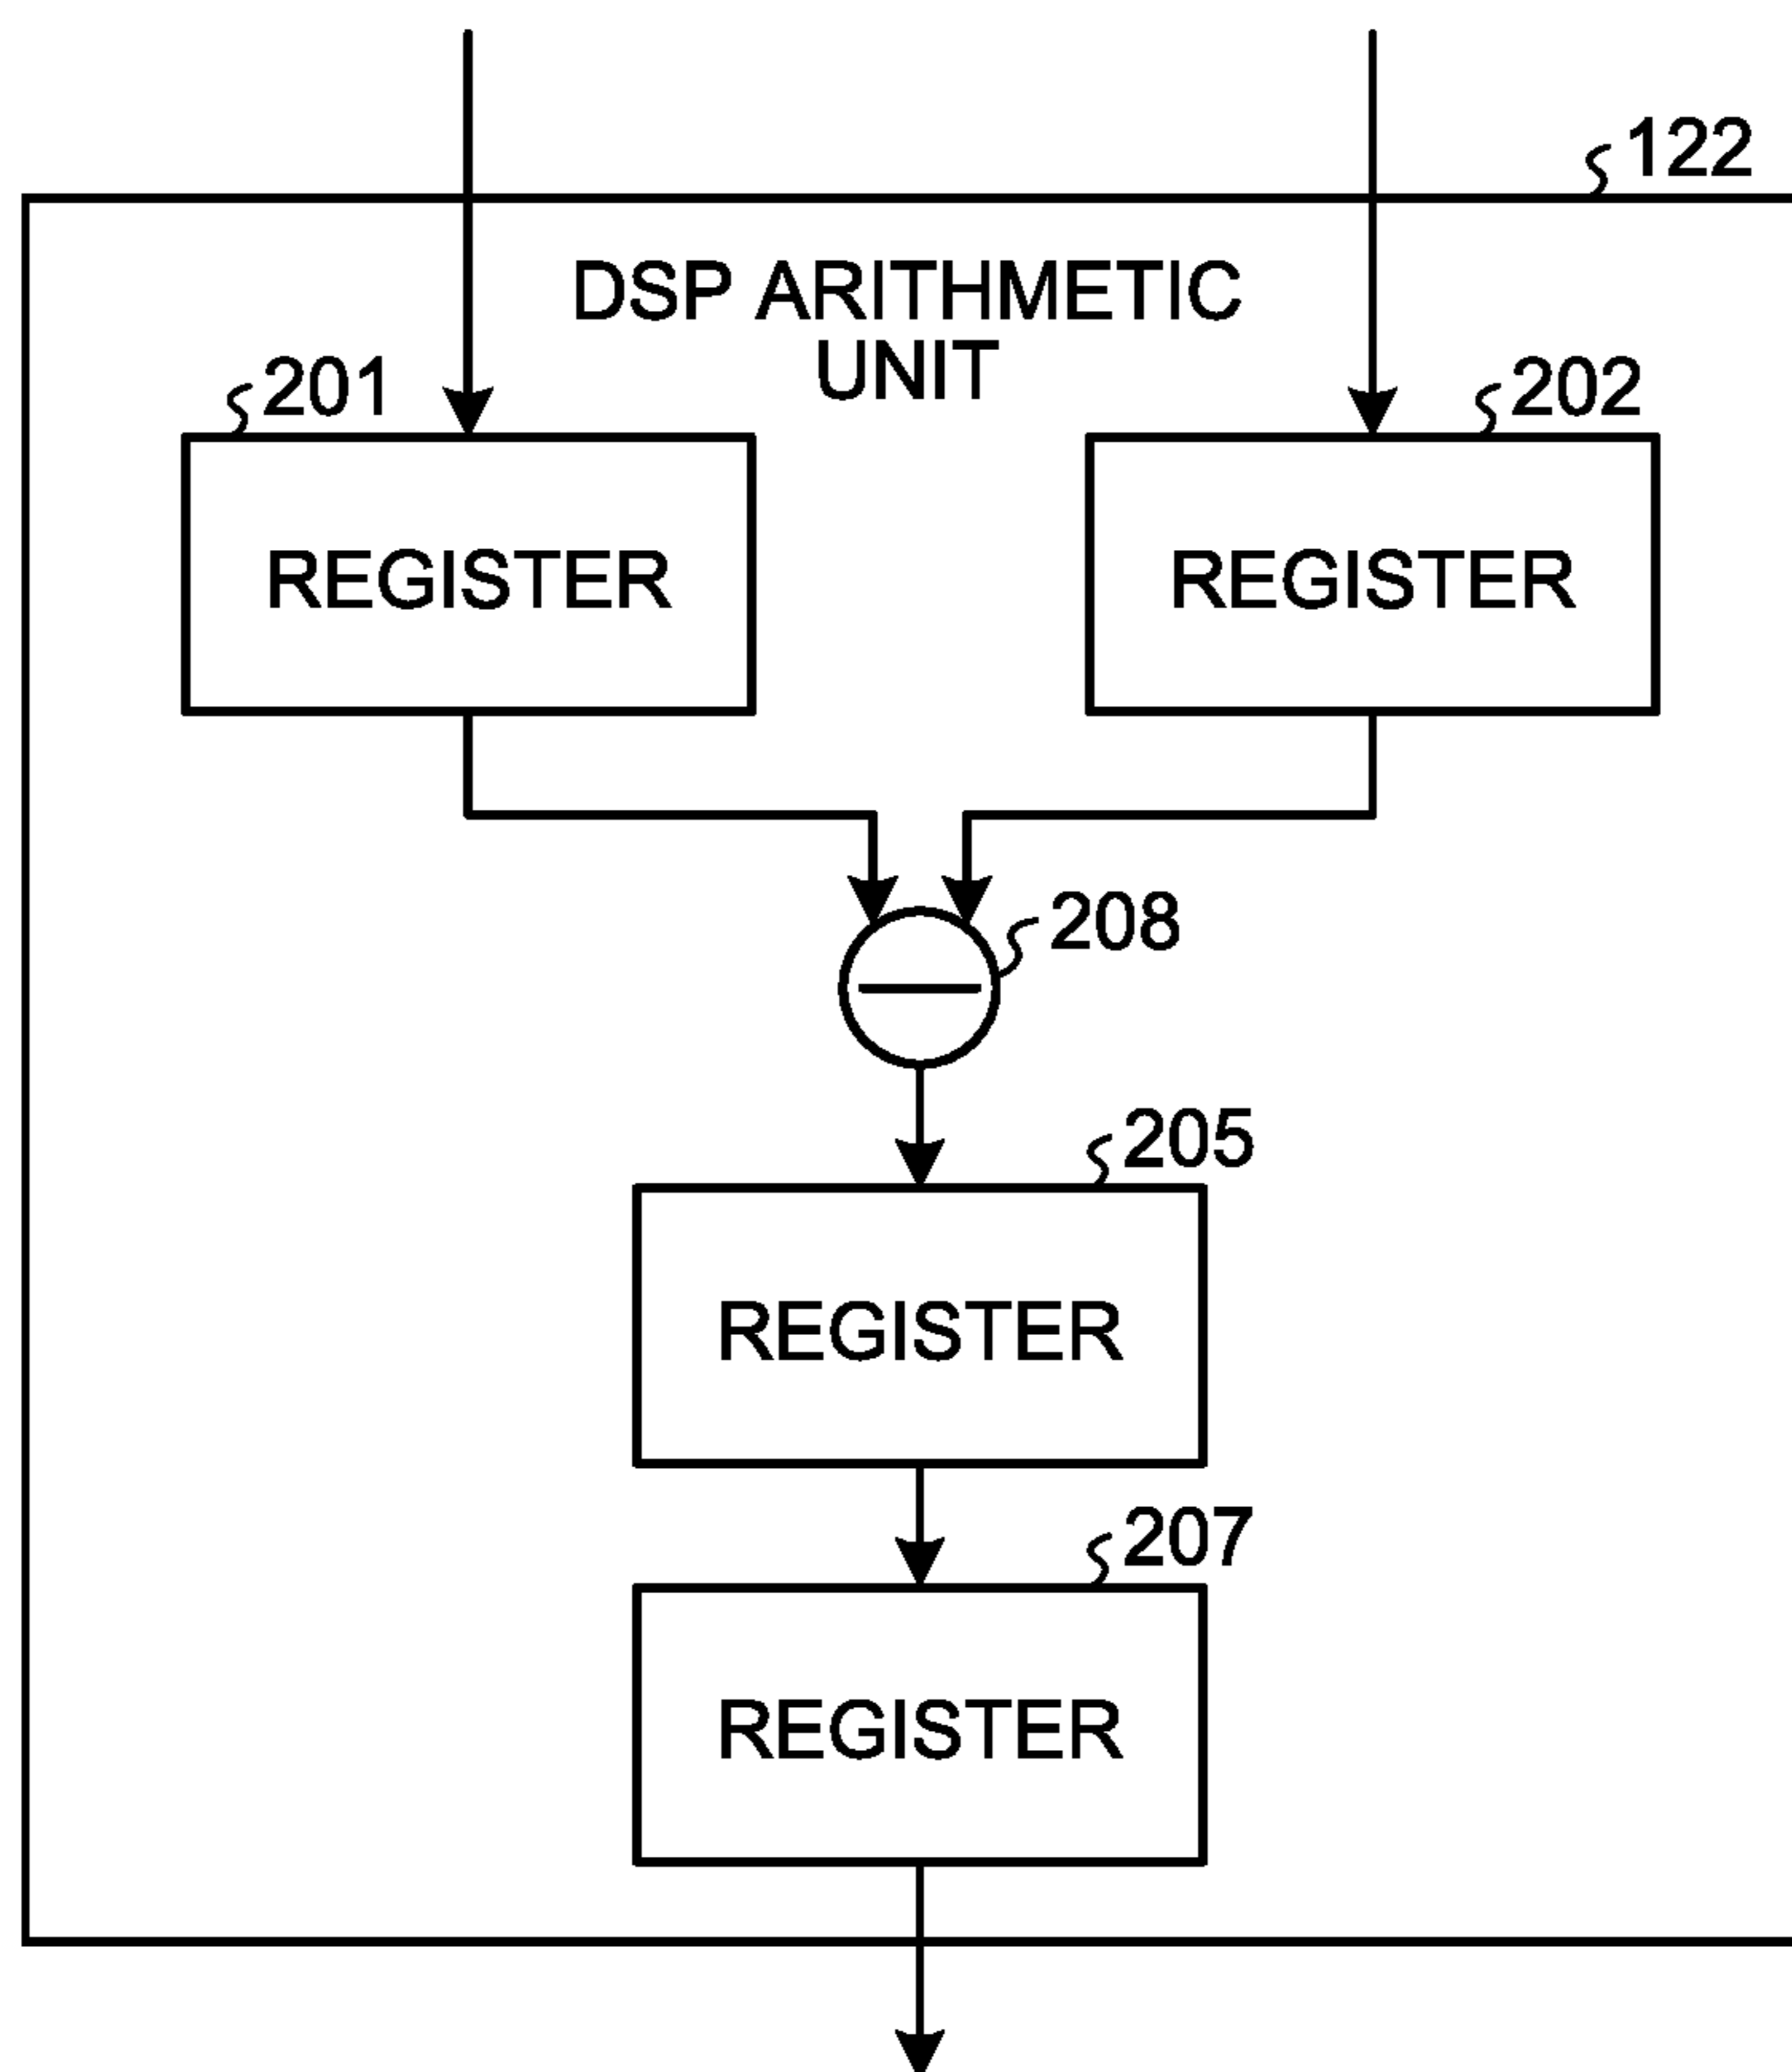 122
DSP ARITHMETIC
UNIT
201
202
REGISTER
REGISTER
208
205
REGISTER
207
REGISTER